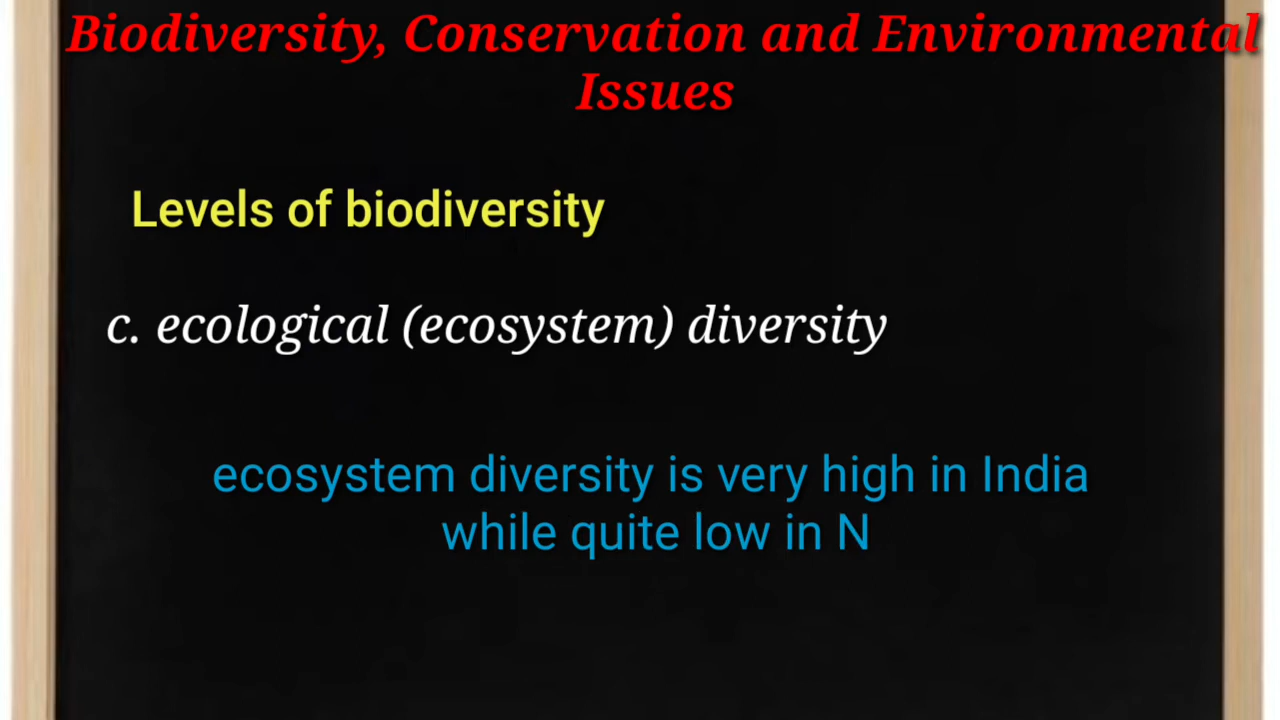 Biodiversity, Conservation and Environmental
Issues
Levels of biodiversity
c. ecological (ecosystem) diversity
ecosystem diversity is very high in India
while quite low in N